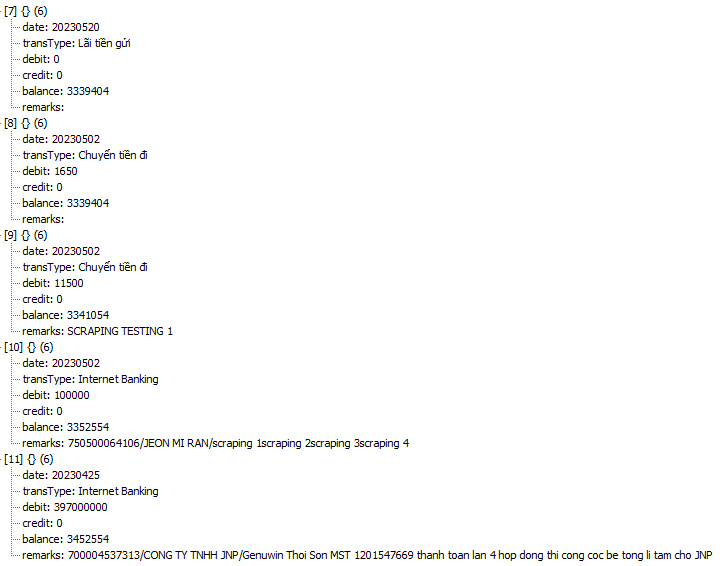 [7] {} (6)
date: 20230520
transType: Lãi tiền gửi
debit: 0
credit: 0
balance: 3339404
remarks:
[8] {} (6)
date: 20230502
transType: Chuyển tiền đi
debit: 1650
credit: 0
balance: 3339404
remarks:
[9] {} (6)
date: 20230502
transType: Chuyển tiền đi
debit: 11500
credit: 0
balance: 3341054
remarks: SCRAPING TESTING 1
[10] {} (6)
date: 20230502
transType: Internet Banking
debit: 100000
credit: 0
balance: 3352554
remarks: 750500064106/JEON MI RAN/scraping 1scraping 2scraping 3scraping 4
[11] {} (6)
date: 20230425
transType: Internet Banking
debit: 397000000
credit: 0
balance: 3452554
remarks: 700004537313/CONG TY TNHH JNP/Genuwin Thoi Son MST 1201547669 thanh toan lan 4 hop dong thi cong coc be tong li tam cho JNP